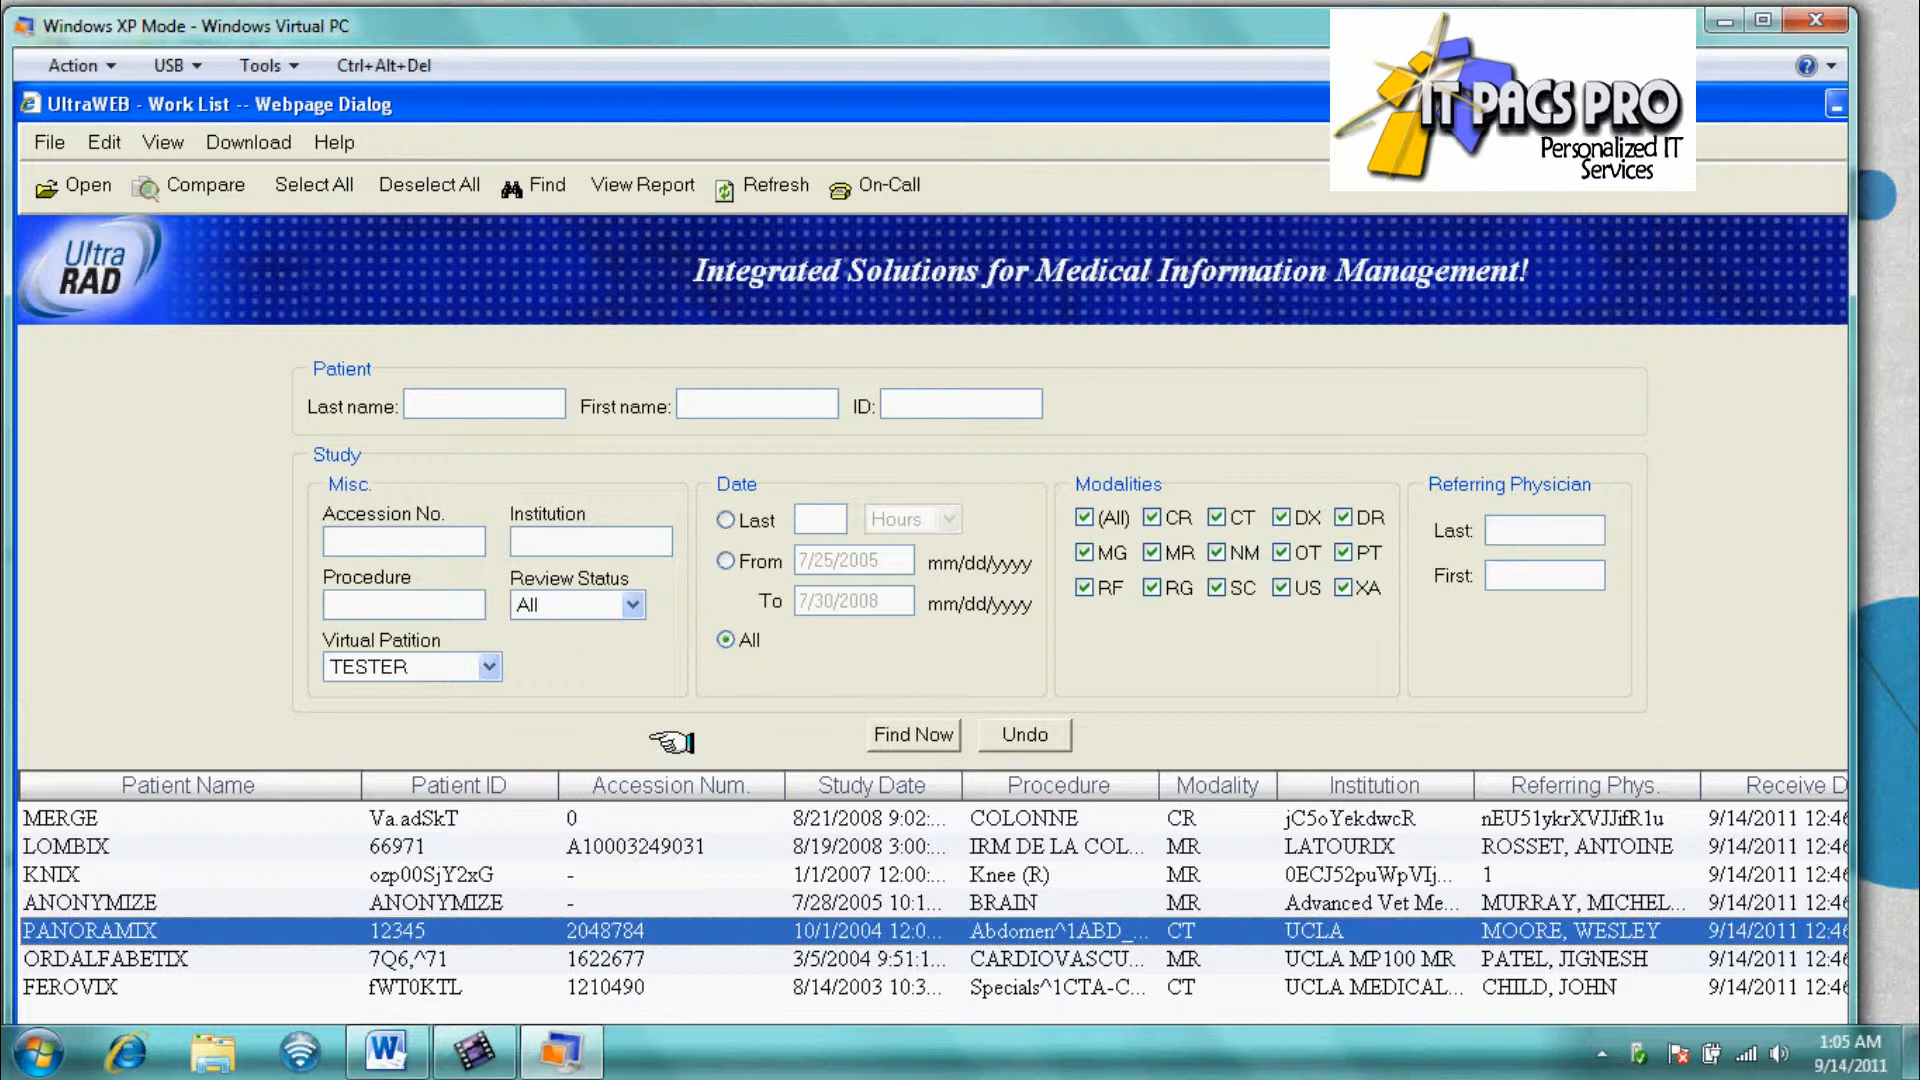 Windows XP Mode - Windows Virtual PC
Action USB Tools Ctrl+Alt+Del
IT PACS PRO
Personalized IT
Services
UltraWEB - Work List -- Webpage Dialog
File Edit View Download Help
Open Compare Select All Deselect All Find View Report Refresh On-Call
Ultra
RAD
Integrated Solutions for Medical Information Management!
Patient
Last name: First name: ID:
Study
Misc. Date Modalities Referring Physician
Accession No. Institution
Last Hours
(All) CR CT DX DR
Last:
From 7/25/2005 mm/dd/yyyy
MG MR NM OT PT
Procedure Review Status
First:
All
To 7/30/2008 mm/dd/yyyy
RF RG SC US XA
Virtual Patition
All
TESTER
Find Now Undo
Patient Name Patient ID Accession Num. Study Date Procedure Modality Institution Referring Phys. Receive D
MERGE Va.adSkT 0 8/21/2008 9:02:... COLONNE CR jC5oYekdwcR nEU51ykrXVJJifR1u 9/14/2011 12:46
LOMBIX 66971 A10003249031 8/19/2008 3:00:... IRM DE LA COL... MR LATOURIX ROSSET, ANTOINE 9/14/2011 12:46
KNIX ozp00SjY2xG - 1/1/2007 12:00:... Knee (R) MR 0ECJ52puWpVIj... 1 9/14/2011 12:46
ANONYMIZE ANONYMIZE - 7/28/2005 10:1... BRAIN MR Advanced Vet Me... MURRAY, MICHEL... 9/14/2011 12:46
PANORAMIX 12345 2048784 10/1/2004 12:0... Abdomen^1ABD_... CT UCLA MOORE, WESLEY 9/14/2011 12:46
ORDALFABETIX 7Q6,^71 1622677 3/5/2004 9:51:1... CARDIOVASCU... MR UCLA MP100 MR PATEL, JIGNESH 9/14/2011 12:46
FEROVIX fWT0KTL 1210490 8/14/2003 10:3... Specials^1CTA-C... CT UCLA MEDICAL... CHILD, JOHN 9/14/2011 12:46
1:05 AM
9/14/2011